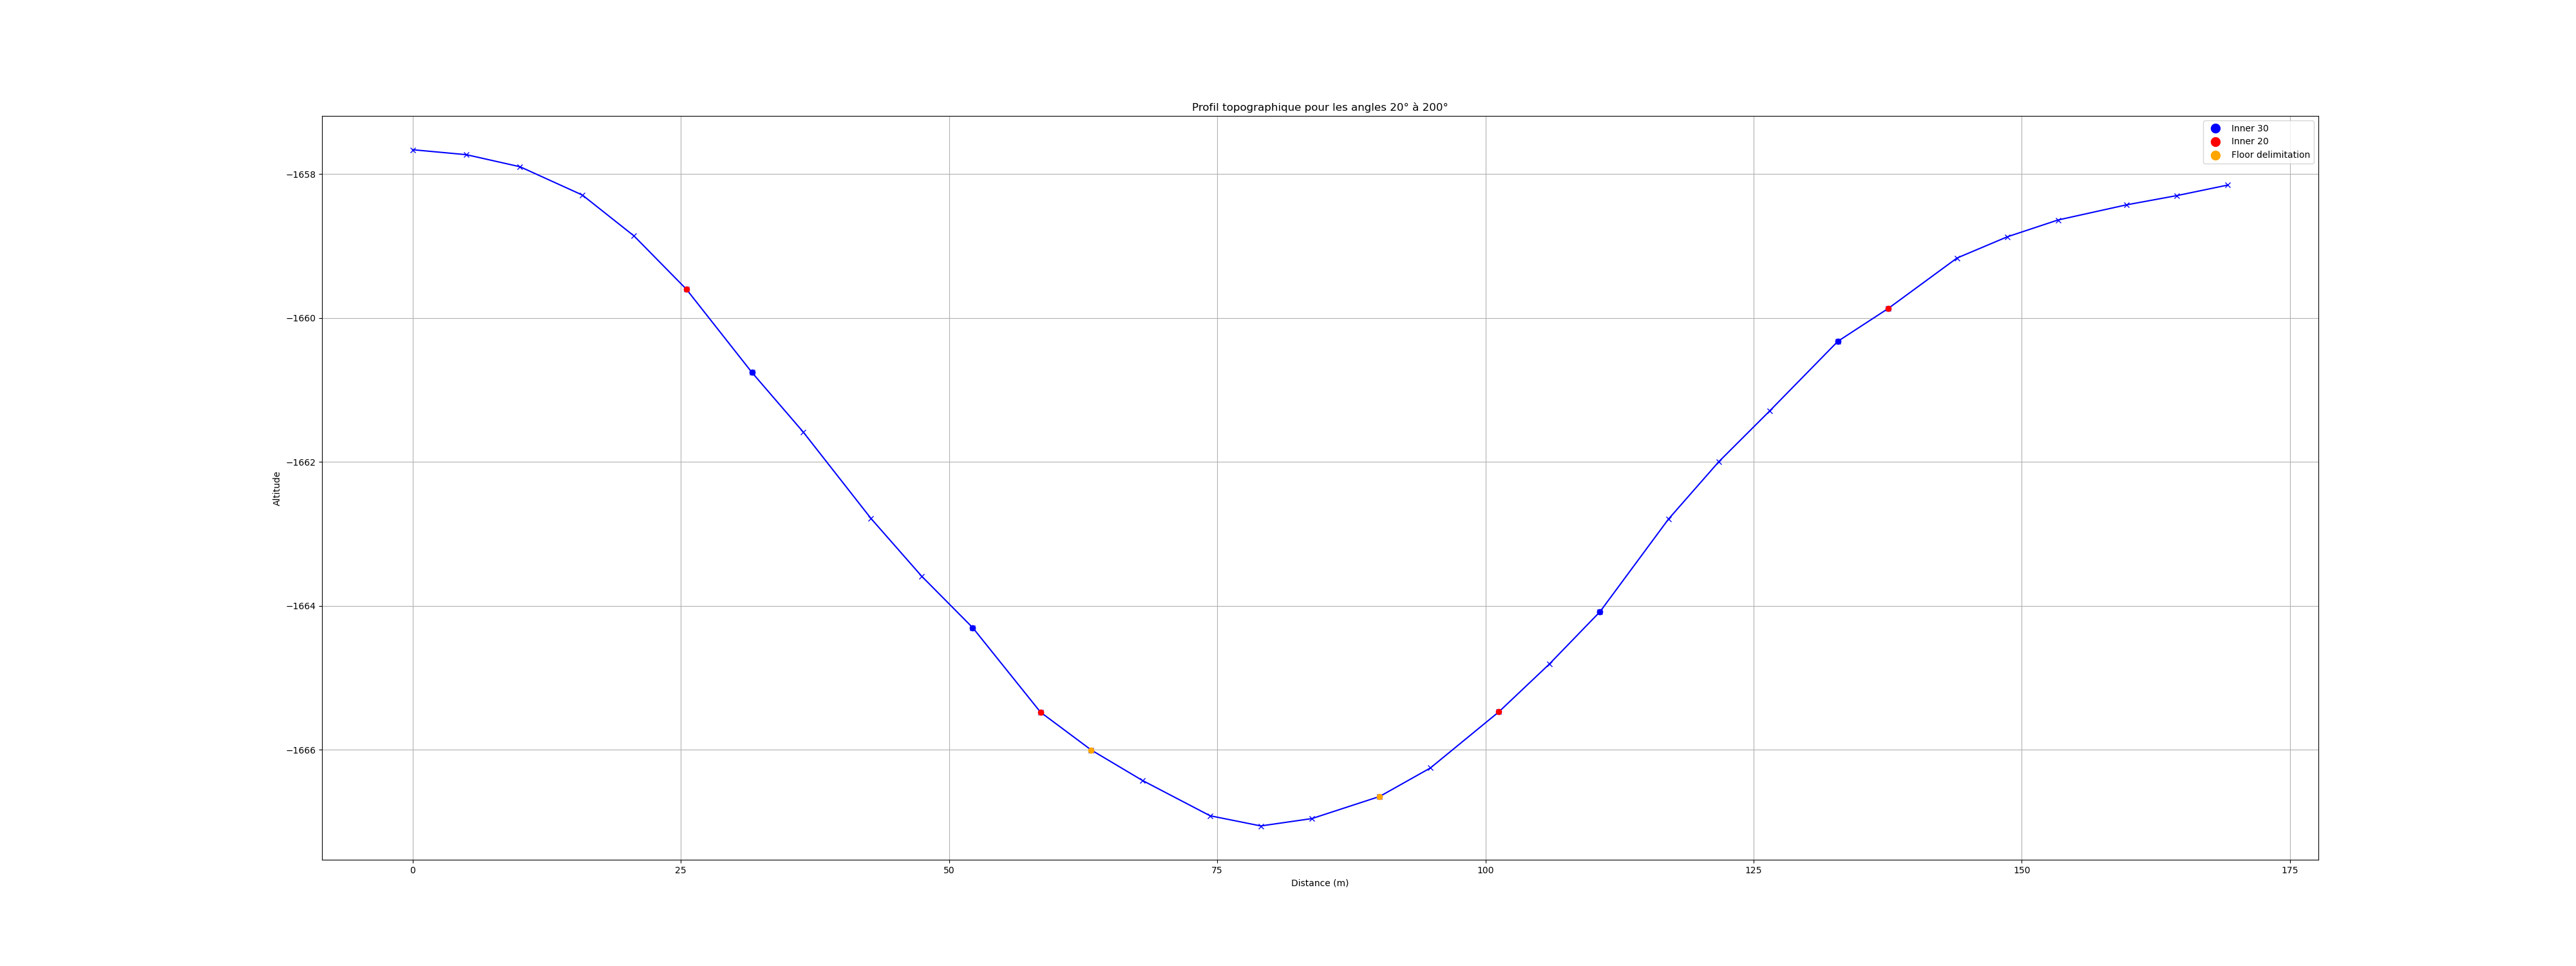 Profil topographique pour les angles 20° à 200°
Inner 30
Inner 20
Floor delimitation
−1658
−1660
−1662
−1664
−1666
Altitude
0
25
50
75
100
125
150
175
Distance (m)